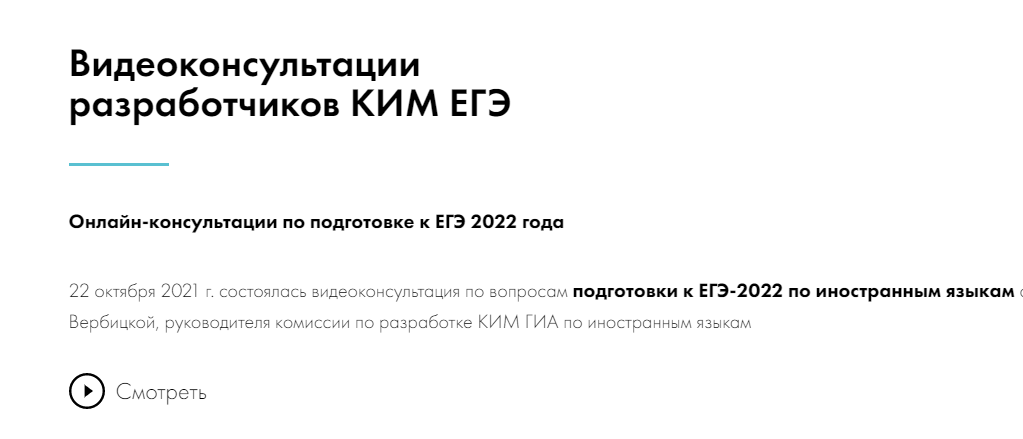 Видеоконсультации
разработчиков КИМ ЕГЭ
Онлайн-консультации по подготовке к ЕГЭ 2022 года
22 октября 2021 г. состоялась видеоконсультация по вопросам подготовки к ЕГЭ-2022 по иностранным языкам
Вербицкой, руководителя комиссии по разработке КИМ ГИА по иностранным языкам
Смотреть